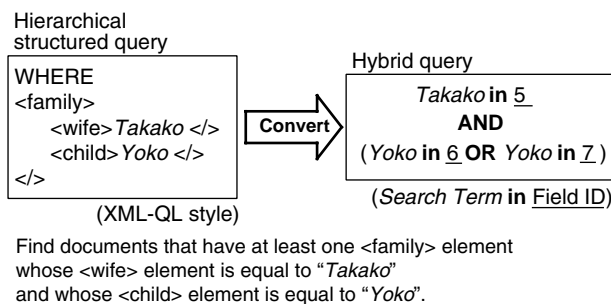 Hierarchical
structured query
WHERE
<family>
<wife>Takako </>
<child>Yoko </>
</>
(XML-QL style)
Convert
Hybrid query
Takako in 5
AND
(Yoko in 6 OR Yoko in 7 )
(Search Term in Field ID)
Find documents that have at least one <family> element
whose <wife> element is equal to “Takako”
and whose <child> element is equal to “Yoko”.